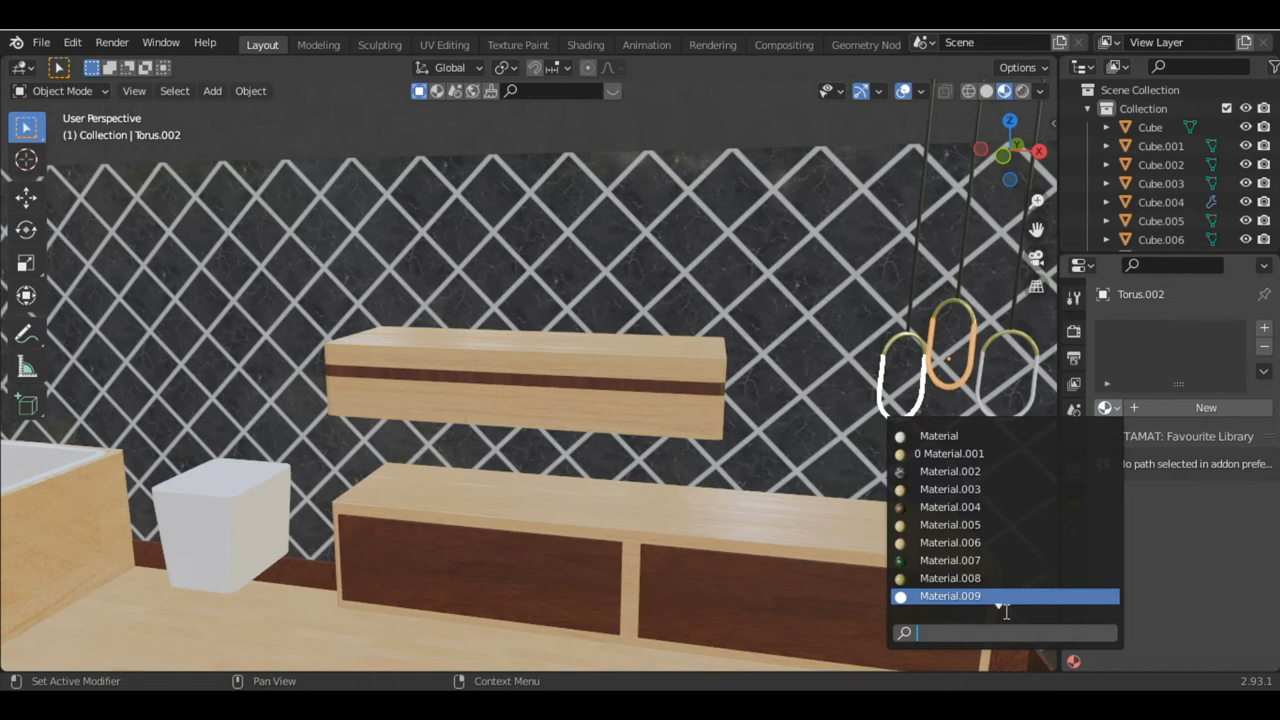 File Edit Render Window Help Layout Modeling Sculpting UV Editing Texture Paint Shading Animation Rendering Compositing Geometry Nod Scene View Layer
Global Options
Object Mode View Select Add Object
Scene Collection
Collection
Cube
Cube.001
Cube.002
Cube.003
Cube.004
Cube.005
Cube.006
User Perspective
(1) Collection | Torus.002
Z
Y
X
Torus.002
New
Material
0 Material.001
Material.002
Material.003
Material.004
Material.005
Material.006
Material.007
Material.008
Material.009
TAMAT: Favourite Library
lo path selected in addon prefe...
Set Active Modifier Pan View Context Menu 2.93.1